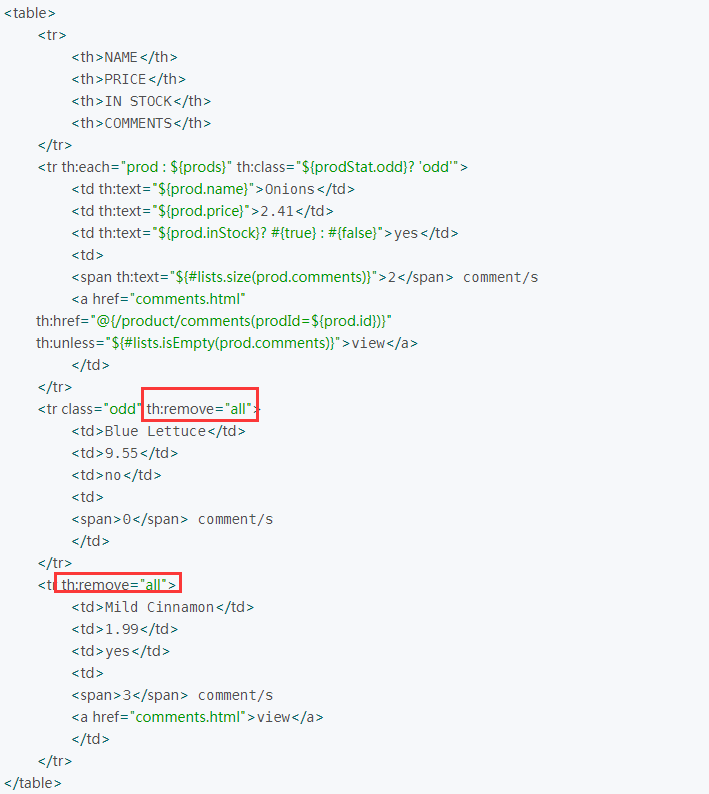 <table>
<tr>
<th>NAME</th>
<th>PRICE</th>
<th>IN STOCK</th>
<th>COMMENTS</th>
</tr>
<tr th:each="prod : ${prods}" th:class="${prodStat.odd}? 'odd'">
<td th:text="${prod.name}">Onions</td>
<td th:text="${prod.price}">2.41</td>
<td th:text="${prod.inStock}? #{true} : #{false}">yes</td>
<td>
<span th:text="${#lists.size(prod.comments)}">2</span> comment/s
<a href="comments.html"
th:href="@{/product/comments(prodId=${prod.id})}"
th:unless="${#lists.isEmpty(prod.comments)}">view</a>
</td>
</tr>
<tr class="odd" th:remove="all">
<td>Blue Lettuce</td>
<td>9.55</td>
<td>no</td>
<td>
<span>0</span> comment/s
</td>
</tr>
<tr th:remove="all">
<td>Mild Cinnamon</td>
<td>1.99</td>
<td>yes</td>
<td>
<span>3</span> comment/s
<a href="comments.html">view</a>
</td>
</tr>
</table>